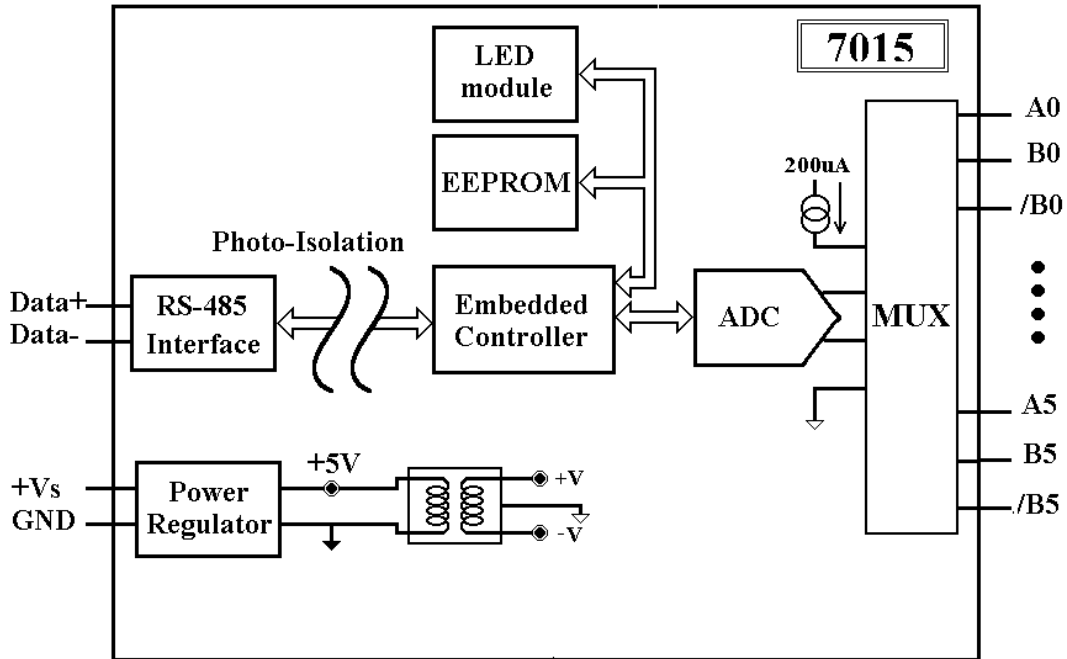 7015
LED
module
EEPROM
A0
B0
/B0
200uA
Photo-Isolation
Data+
Data-
RS-485
Interface
Embedded
Controller
ADC
MUX
A5
B5
/B5
+Vs
GND
Power
Regulator
+5V
+V
-V